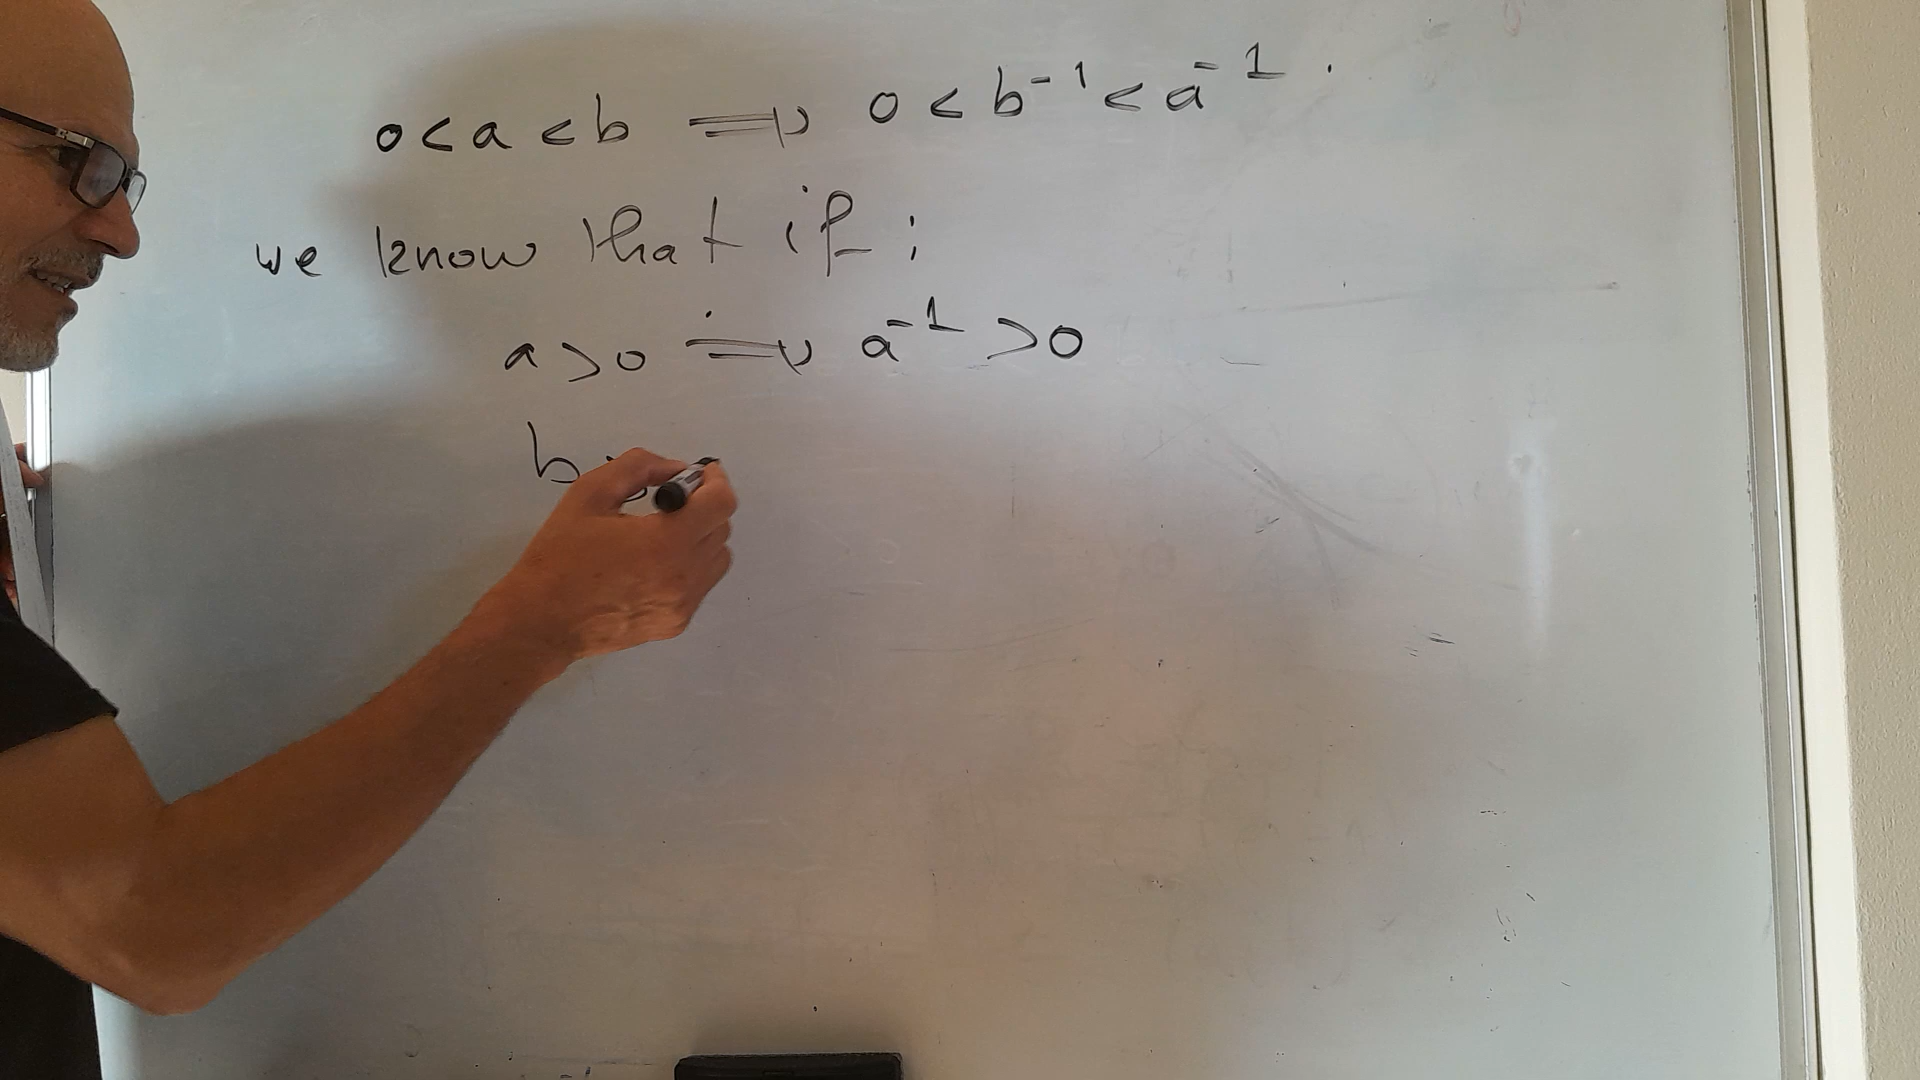 0 < a < b ⟹ 0 < b⁻¹ < a⁻¹ .
we know that if :
a > 0 ⟹ a⁻¹ > 0
b >